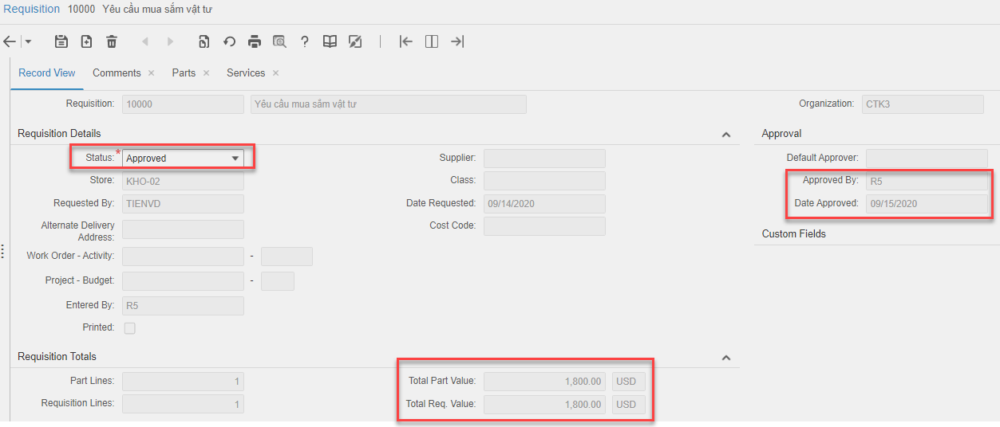 Requisition 10000 Yêu cầu mua sắm vật tư
Record View Comments × Parts × Services ×
Requisition: 10000 Yêu cầu mua sắm vật tư Organization: CTK3
Requisition Details Approval
Status: * Approved Supplier: Default Approver:
Store: KHO-02 Class: Approved By: R5
Requested By: TIENVD Date Requested: 09/14/2020 Date Approved: 09/15/2020
Alternate Delivery Address: Cost Code:
Custom Fields
Work Order - Activity: -
Project - Budget: -
Entered By: R5
Printed:
Requisition Totals
Part Lines: 1 Total Part Value: 1,800.00 USD
Requisition Lines: 1 Total Req. Value: 1,800.00 USD